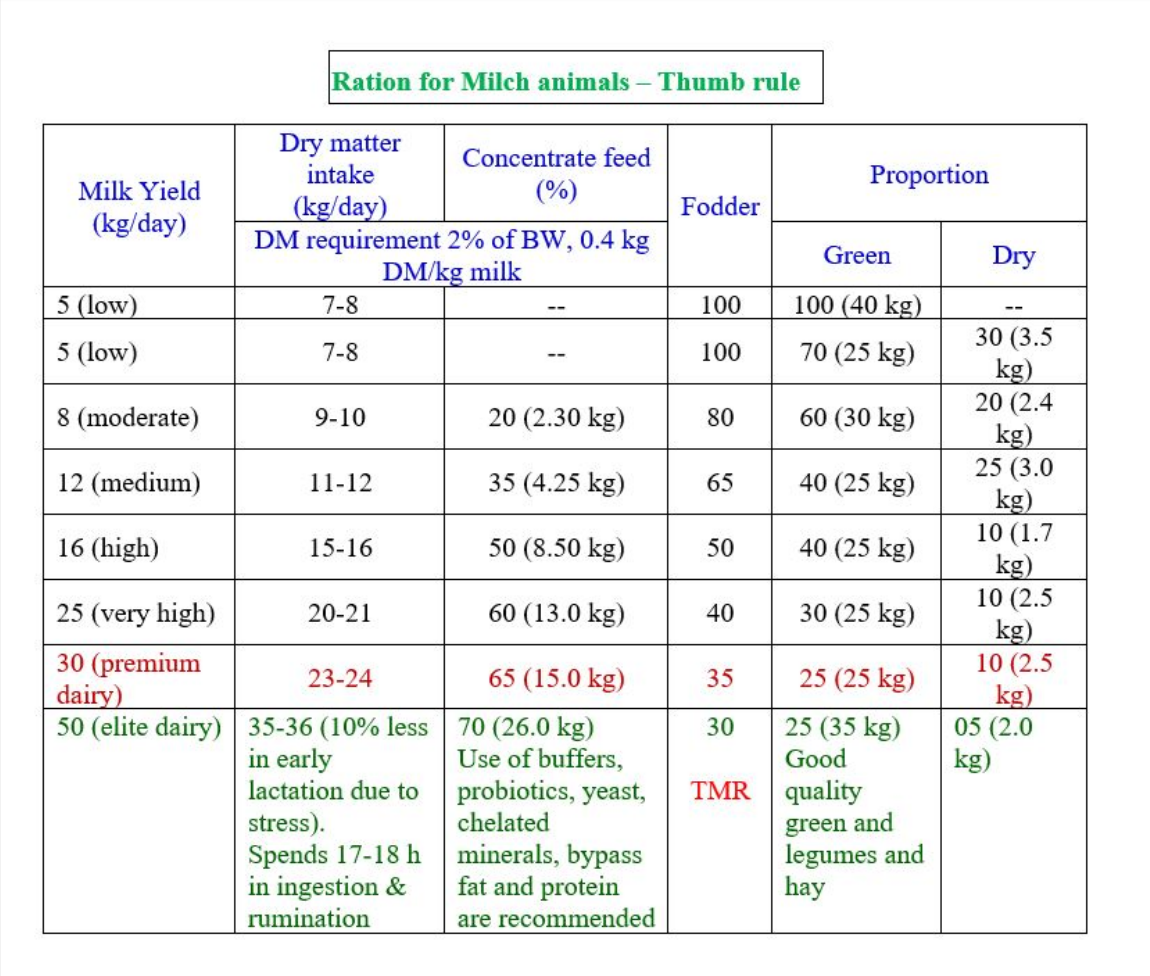 Ration for Milch animals – Thumb rule
Milk Yield
(kg/day)
Dry matter
intake
(kg/day)
Concentrate feed
(%)
Fodder
Proportion
DM requirement 2% of BW, 0.4 kg
DM/kg milk
Green
Dry
5 (low)
7-8
--
100
100 (40 kg)
--
5 (low)
7-8
--
100
70 (25 kg)
30 (3.5
kg)
8 (moderate)
9-10
20 (2.30 kg)
80
60 (30 kg)
20 (2.4
kg)
12 (medium)
11-12
35 (4.25 kg)
65
40 (25 kg)
25 (3.0
kg)
16 (high)
15-16
50 (8.50 kg)
50
40 (25 kg)
10 (1.7
kg)
25 (very high)
20-21
60 (13.0 kg)
40
30 (25 kg)
10 (2.5
kg)
30 (premium
dairy)
23-24
65 (15.0 kg)
35
25 (25 kg)
10 (2.5
kg)
50 (elite dairy)
35-36 (10% less
in early
lactation due to
stress).
Spends 17-18 h
in ingestion &
rumination
70 (26.0 kg)
Use of buffers,
probiotics, yeast,
chelated
minerals, bypass
fat and protein
are recommended
30
TMR
25 (35 kg)
Good
quality
green and
legumes and
hay
05 (2.0
kg)